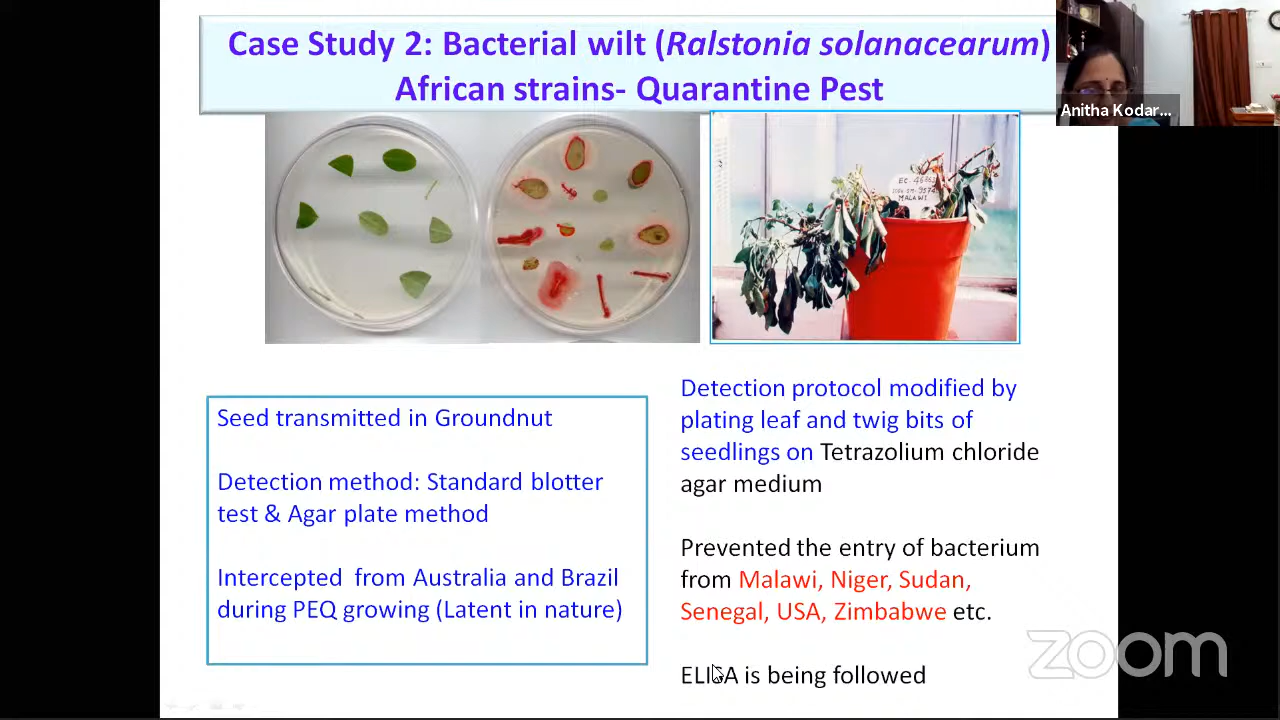 Case Study 2: Bacterial wilt (Ralstonia solanacearum)
African strains- Quarantine Pest
Anitha Kodar...
MALAWI
Seed transmitted in Groundnut
Detection method: Standard blotter
test & Agar plate method
Intercepted from Australia and Brazil
during PEQ growing (Latent in nature)
Detection protocol modified by
plating leaf and twig bits of
seedlings on Tetrazolium chloride
agar medium
Prevented the entry of bacterium
from Malawi, Niger, Sudan,
Senegal, USA, Zimbabwe etc.
ELISA is being followed
zoom